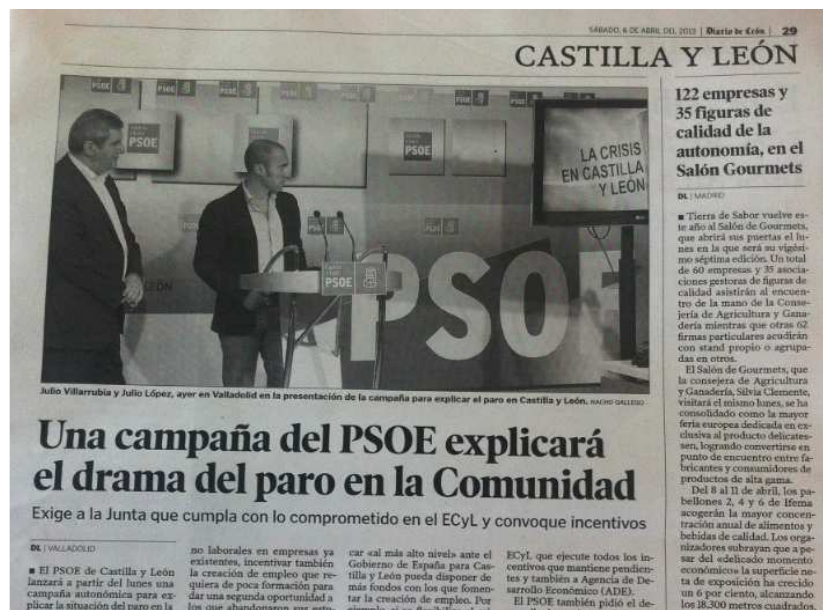 SÁBADO, 6 DE ABRIL DEL 2013 | Diario de León | 29
CASTILLA Y LEÓN
PSOE
PSOE
PSOE
PSOE
PSOE
PSOE
PSOE
LA CRISIS
EN CASTILLA
Y LEÓN
PSOE
PSOE
LEÓN
Julio Villarrubia y Julio López, ayer en Valladolid en la presentación de la campaña para explicar el paro en Castilla y León. NACHO GALLEGO
Una campaña del PSOE explicará
el drama del paro en la Comunidad
Exige a la Junta que cumpla con lo comprometido en el ECyL y convoque incentivos
DL | VALLADOLID
■ El PSOE de Castilla y León
lanzará a partir del lunes una
campaña autonómica para ex-
plicar la situación del paro en la
no laborales en empresas ya
existentes, incentivar también
la creación de empleo que re-
quiera de poca formación para
dar una segunda oportunidad a
los que abandonaron sus estu-
car «al más alto nivel» ante el
Gobierno de España para Cas-
tilla y León pueda disponer de
más fondos con los que fomen-
tar la creación de empleo. Por
ECyL que ejecute todos los in-
centivos que mantiene pendien-
tes y también a Agencia de De-
sarrollo Económico (ADE).
El PSOE también pidió el de-
122 empresas y
35 figuras de
calidad de la
autonomía, en el
Salón Gourmets
DL | MADRID
■ Tierra de Sabor vuelve es-
te año al Salón de Gourmets,
que abrirá sus puertas el lu-
nes en la que será su vigési-
mo séptima edición. Un total
de 60 empresas y 35 asocia-
ciones gestoras de figuras de
calidad asistirán al encuen-
tro de la mano de la Conse-
jería de Agricultura y Gana-
dería mientras que otras 62
firmas particulares acudirán
con stand propio o agrupa-
das en otros.
El Salón de Gourmets, que
la consejera de Agricultura
y Ganadería, Silvia Clemente,
visitará el mismo lunes, se ha
consolidado como la mayor
feria europea dedicada en ex-
clusiva al producto delicates-
sen, logrando convertirse en
punto de encuentro entre fa-
bricantes y consumidores de
productos de alta gama.
Del 8 al 11 de abril, los pa-
bellones 2, 4 y 6 de Ifema
acogerán la mayor concen-
tración anual de alimentos y
bebidas de calidad. Los orga-
nizadores subrayan que a pe-
sar del «delicado momento
económico» la superficie ne-
ta de exposición ha crecido
un 6 por ciento, alcanzando
los 18.300 metros cuadrados